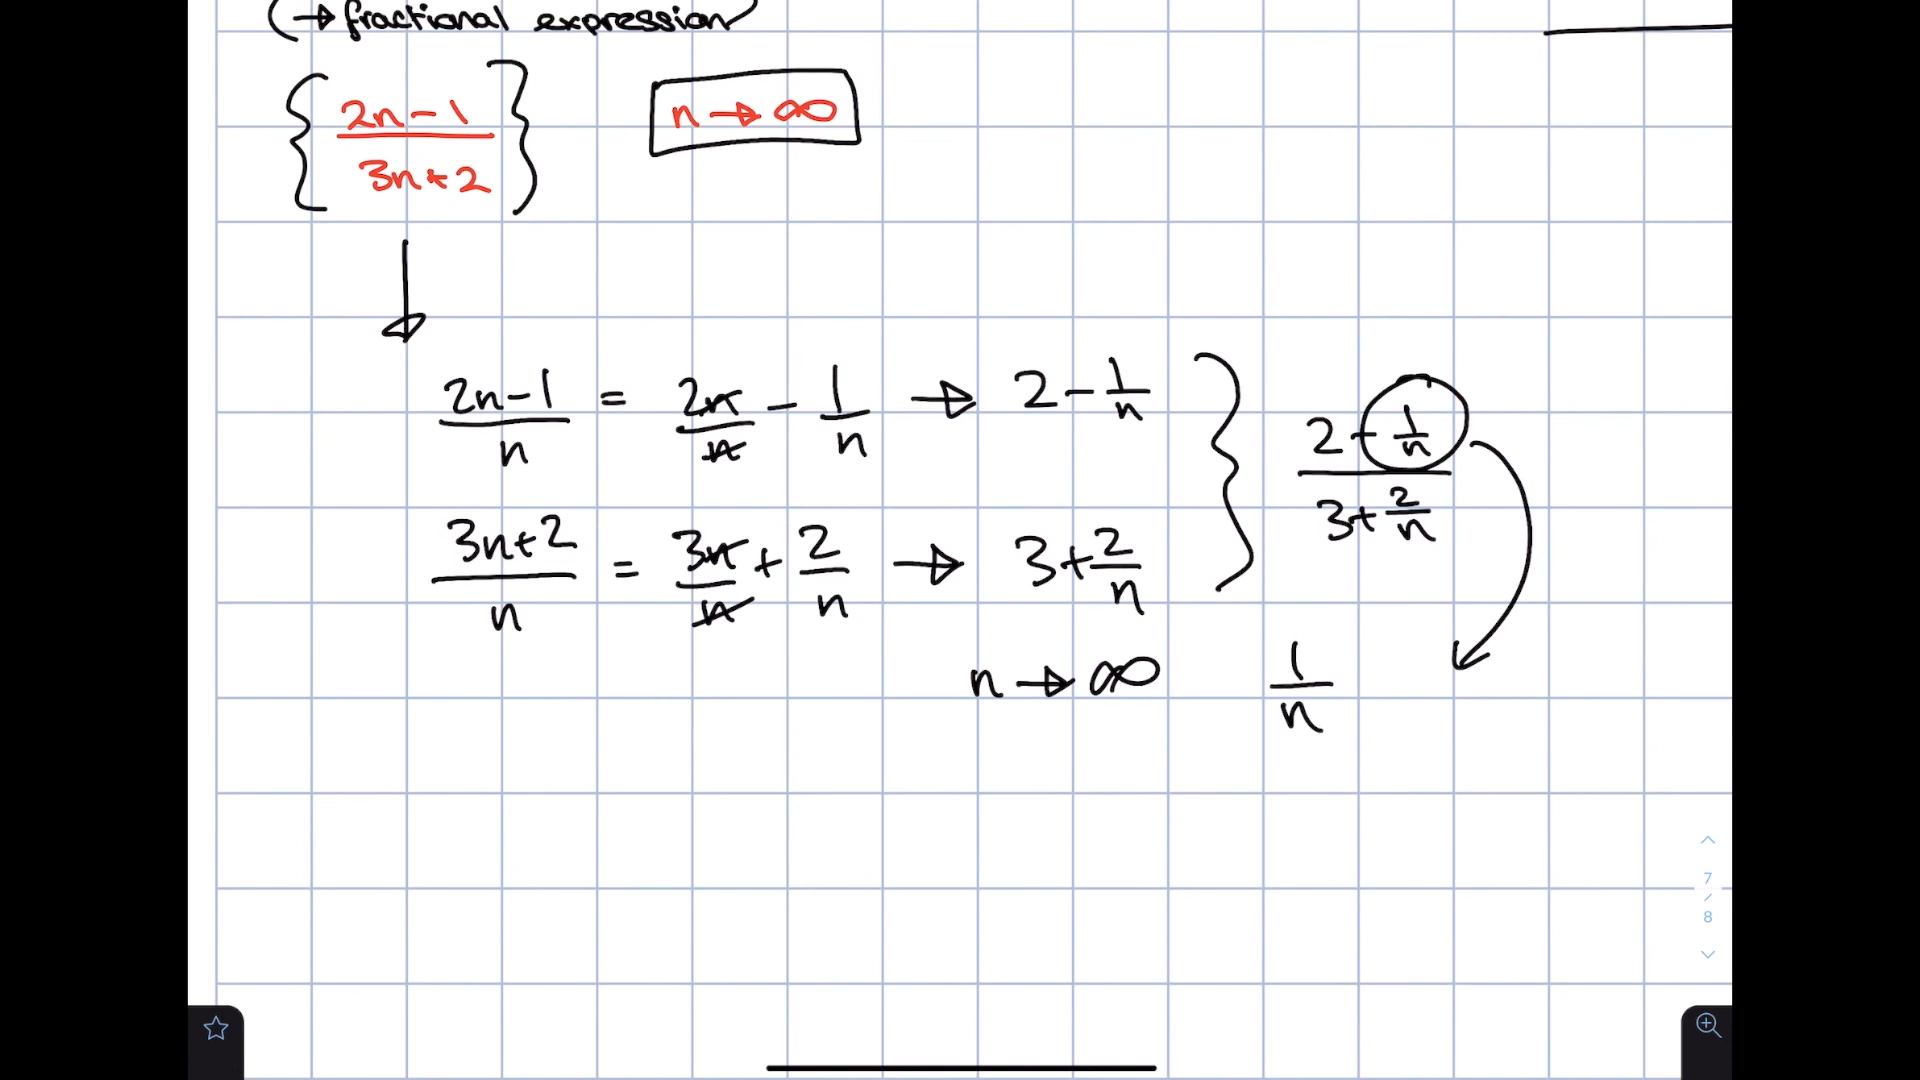 (→ fractional expression)
{ (2n - 1)/(3n + 2) } n → ∞
(2n - 1)/n = 2n/n - 1/n → 2 - 1/n
(3n + 2)/n = 3n/n + 2/n → 3 + 2/n
} (2 - 1/n)/(3 + 2/n)
n → ∞ 1/n
7
/
8